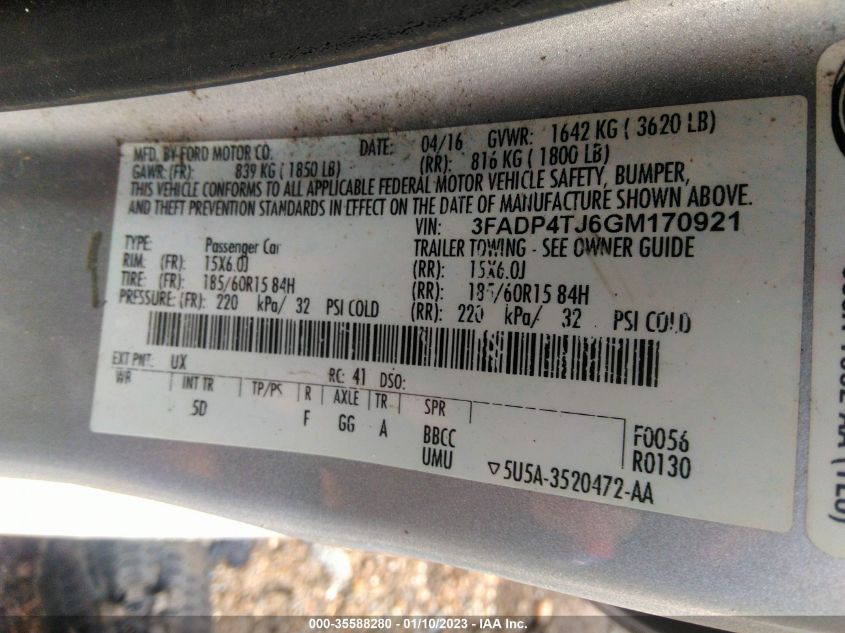 MFD. BY FORD MOTOR CO. DATE: 04/16 GVWR: 1642 KG ( 3620 LB)
GAWR: (FR): 839 KG ( 1850 LB) (RR): 816 KG ( 1800 LB)
THIS VEHICLE CONFORMS TO ALL APPLICABLE FEDERAL MOTOR VEHICLE SAFETY, BUMPER,
AND THEFT PREVENTION STANDARDS IN EFFECT ON THE DATE OF MANUFACTURE SHOWN ABOVE.
VIN: 3FADP4TJ6GM170921
TYPE: Passenger Car TRAILER TOWING - SEE OWNER GUIDE
RIM: (FR): 15X6.0J (RR): 15X6.0J
TIRE: (FR): 185/60R15 84H (RR): 185/60R15 84H
PRESSURE: (FR): 220 kPa/ 32 PSI COLD (RR): 220 kPa/ 32 PSI COLD
EXT PNT: UX RC: 41 DSO:
WB INT TR TP/PS R AXLE TR SPR
5D F GG A BBCC F0056
UMU R0130
▽5U5A-3520472-AA
000-35588280 - 01/10/2023 - IAA Inc.